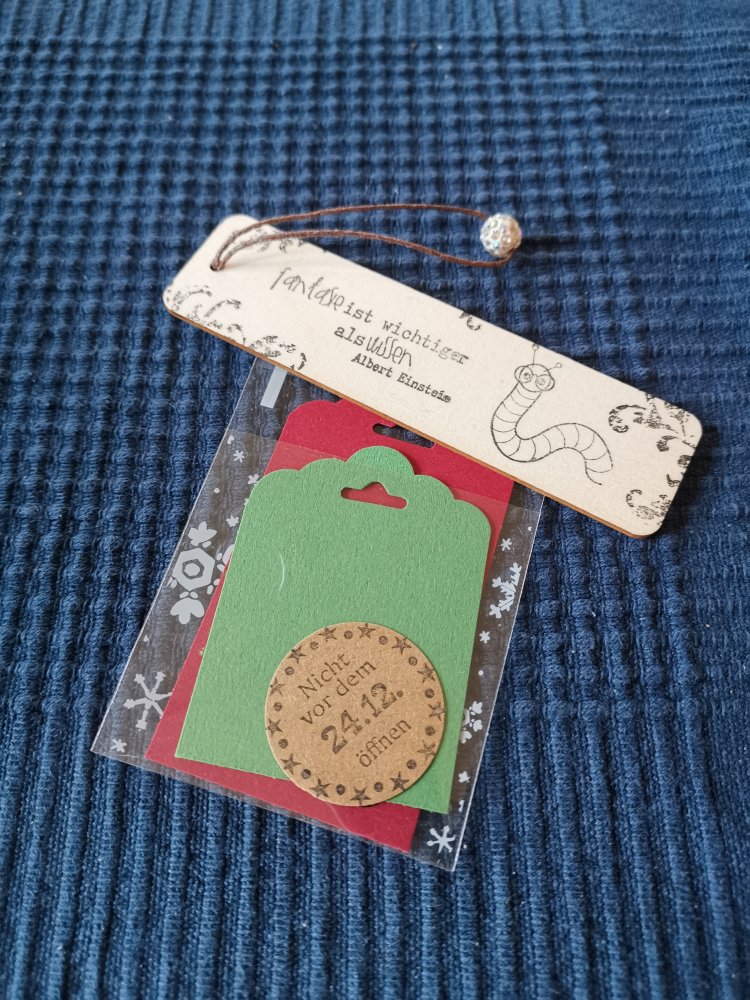 fantasie ist wichtiger
als wissen
Albert Einstein
Nicht
vor dem
24.12.
öffnen